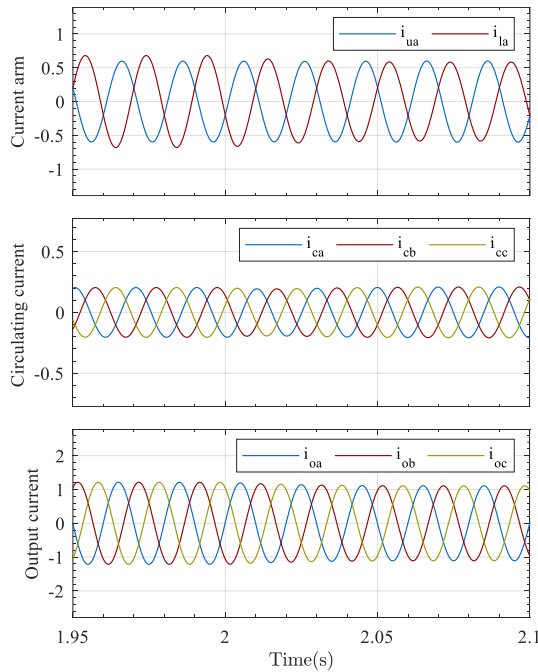 i_ua i_la
1
0.5
0
-0.5
-1
Current arm
i_ca i_cb i_cc
0.5
0
-0.5
Circulating current
i_oa i_ob i_oc
2
1
0
-1
-2
Output current
1.95 2 2.05 2.1
Time(s)